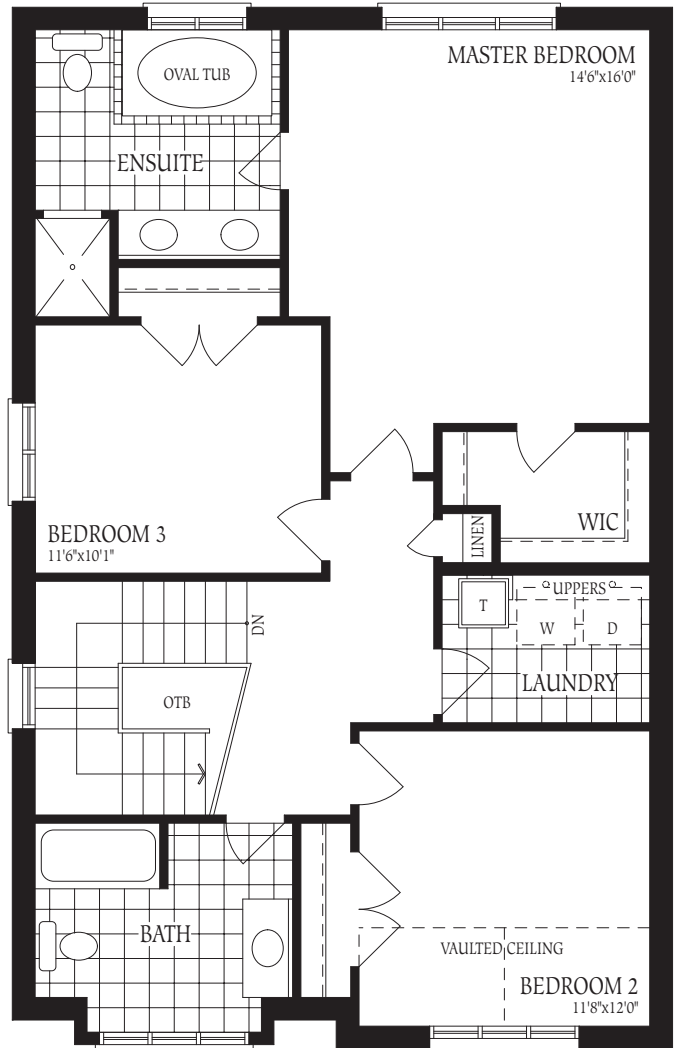 OVAL TUB
MASTER BEDROOM
14'6"x16'0"
ENSUITE
BEDROOM 3
11'6"x10'1"
LINEN
WIC
UPPERS
T
W
D
DN
LAUNDRY
OTB
BATH
VAULTED CEILING
BEDROOM 2
11'8"x12'0"